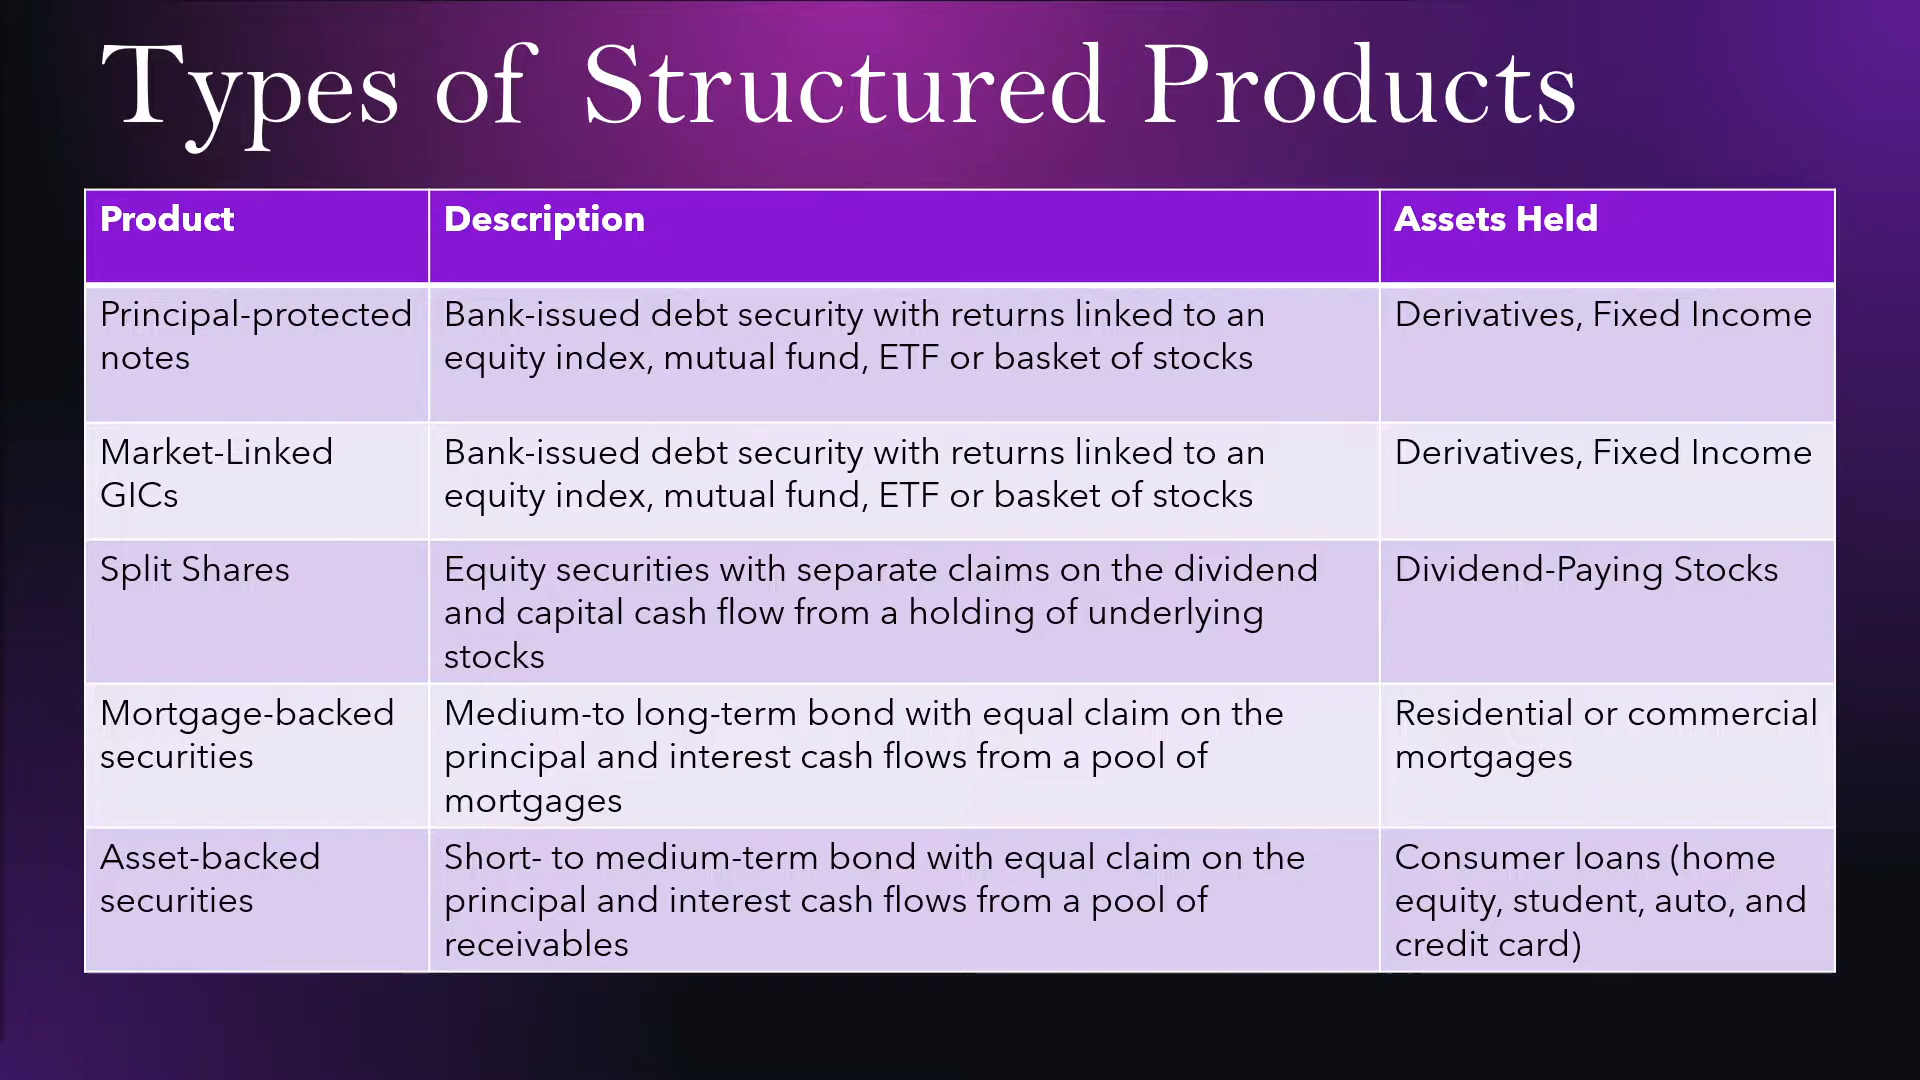 Types of Structured Products
Product
Description
Assets Held
Principal-protected
notes
Bank-issued debt security with returns linked to an
equity index, mutual fund, ETF or basket of stocks
Derivatives, Fixed Income
Market-Linked
GICs
Bank-issued debt security with returns linked to an
equity index, mutual fund, ETF or basket of stocks
Derivatives, Fixed Income
Split Shares
Equity securities with separate claims on the dividend
and capital cash flow from a holding of underlying
stocks
Dividend-Paying Stocks
Mortgage-backed
securities
Medium-to long-term bond with equal claim on the
principal and interest cash flows from a pool of
mortgages
Residential or commercial
mortgages
Asset-backed
securities
Short- to medium-term bond with equal claim on the
principal and interest cash flows from a pool of
receivables
Consumer loans (home
equity, student, auto, and
credit card)